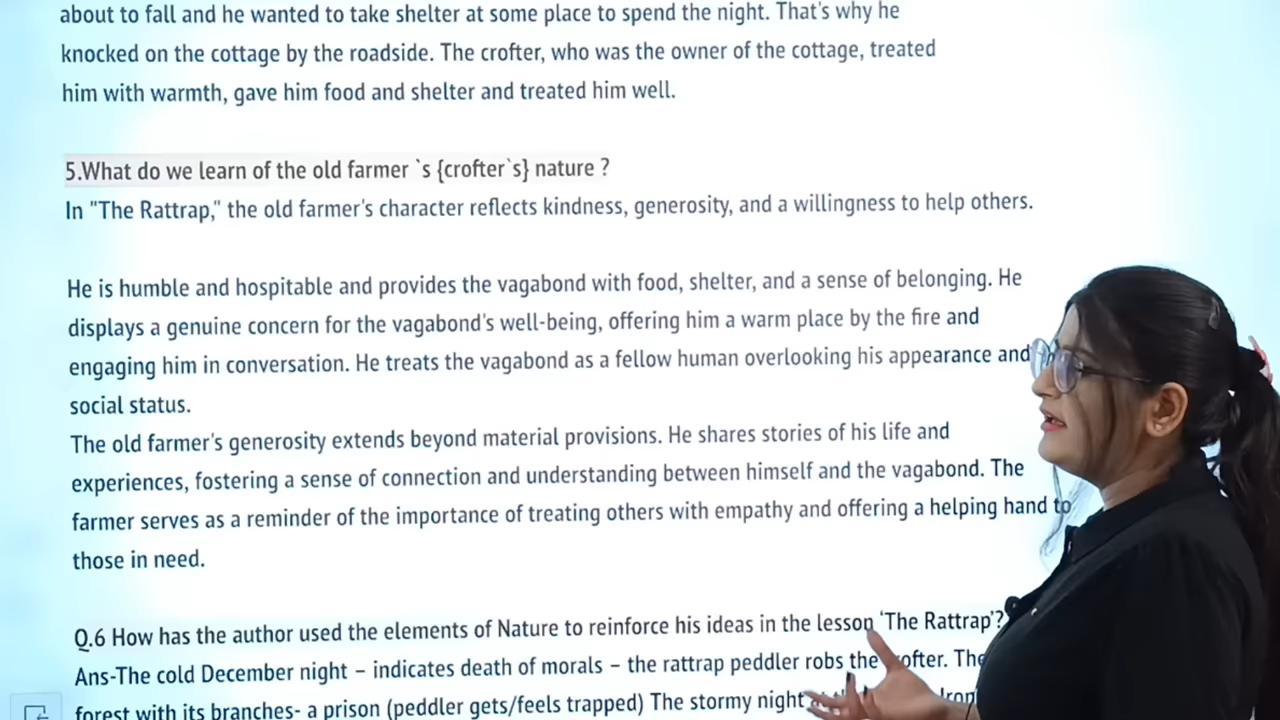 about to fall and he wanted to take shelter at some place to spend the night. That's why he
knocked on the cottage by the roadside. The crofter, who was the owner of the cottage, treated
him with warmth, gave him food and shelter and treated him well.
5.What do we learn of the old farmer `s {crofter`s} nature ?
In "The Rattrap," the old farmer's character reflects kindness, generosity, and a willingness to help others.
He is humble and hospitable and provides the vagabond with food, shelter, and a sense of belonging. He
displays a genuine concern for the vagabond's well-being, offering him a warm place by the fire and
engaging him in conversation. He treats the vagabond as a fellow human overlooking his appearance and
social status.
The old farmer's generosity extends beyond material provisions. He shares stories of his life and
experiences, fostering a sense of connection and understanding between himself and the vagabond. The
farmer serves as a reminder of the importance of treating others with empathy and offering a helping hand to
those in need.
Q.6 How has the author used the elements of Nature to reinforce his ideas in the lesson 'The Rattrap'?
Ans-The cold December night – indicates death of morals – the rattrap peddler robs the The
forest with its branches- a prison (peddler gets/feels trapped) The stormy night Iron